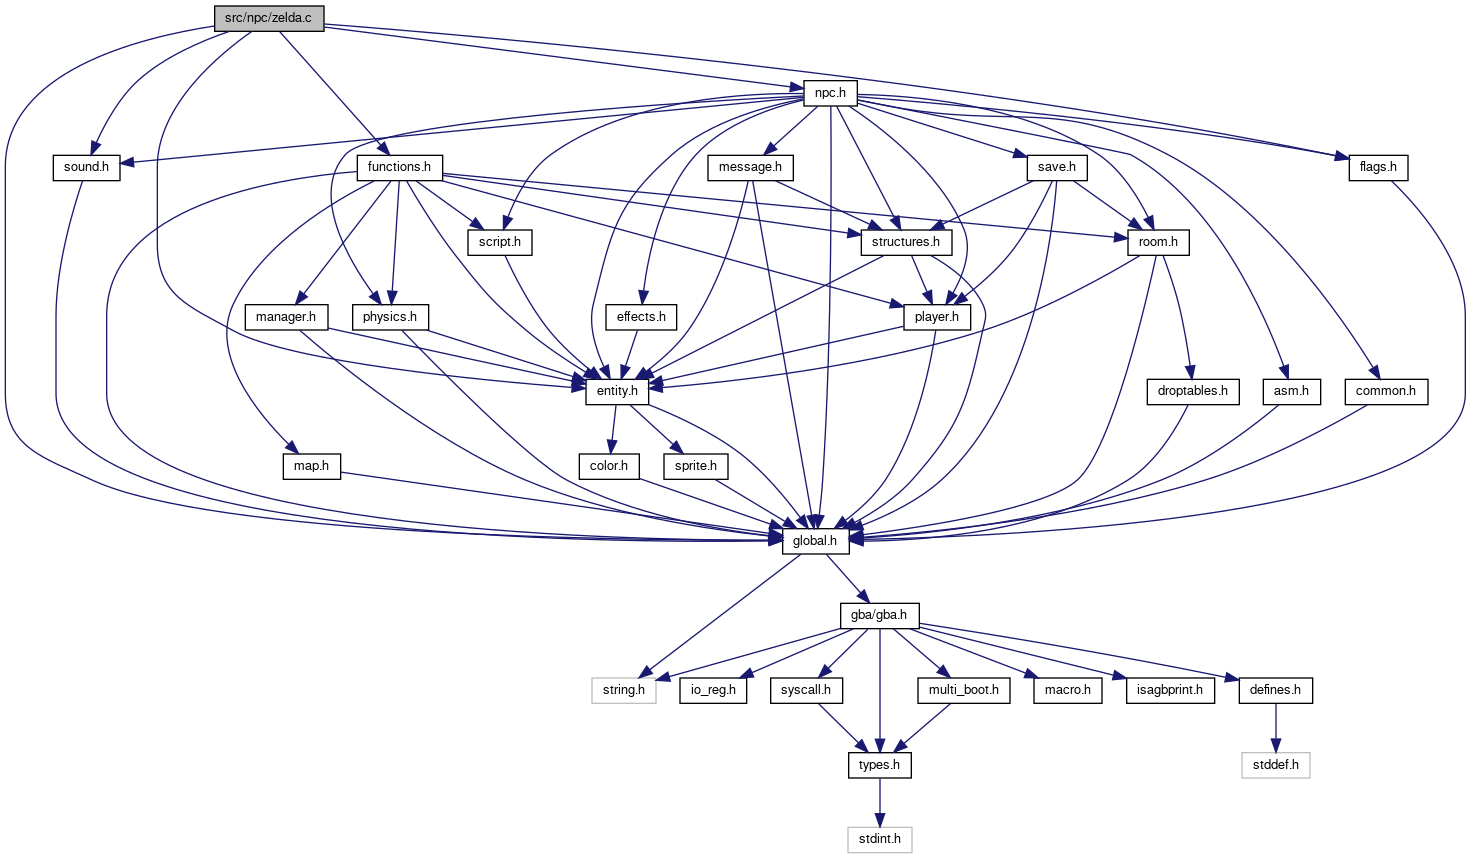 src/npc/zelda.c
npc.h
sound.h
functions.h
message.h
save.h
flags.h
script.h
structures.h
room.h
manager.h
physics.h
effects.h
player.h
entity.h
droptables.h
asm.h
common.h
map.h
color.h
sprite.h
global.h
gba/gba.h
string.h
io_reg.h
syscall.h
multi_boot.h
macro.h
isagbprint.h
defines.h
types.h
stddef.h
stdint.h